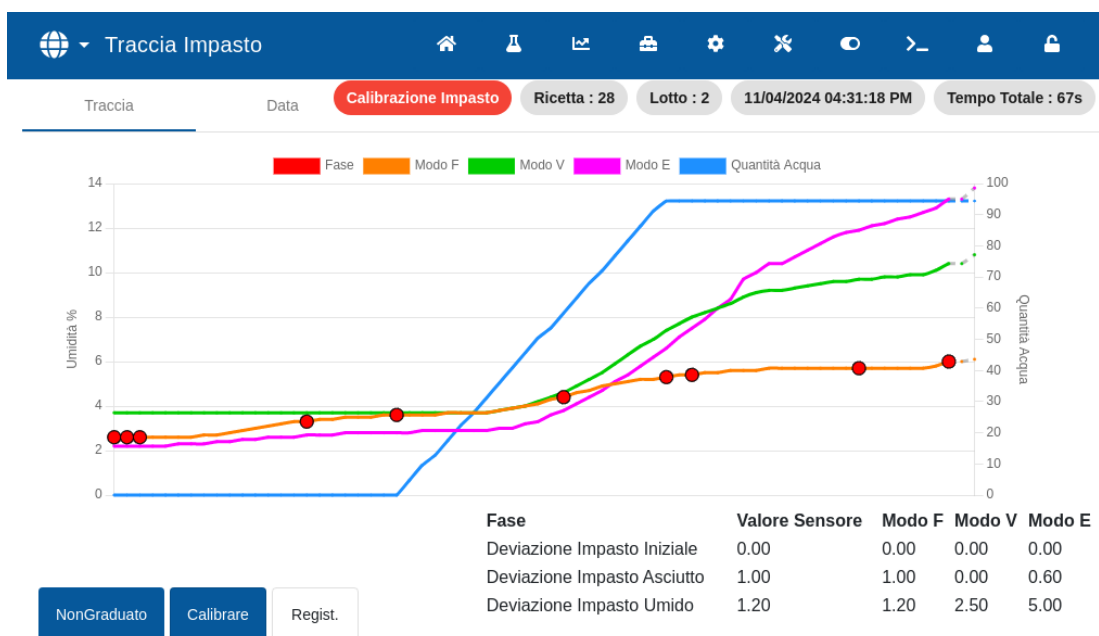 Traccia Impasto
Traccia Data Calibrazione Impasto Ricetta : 28 Lotto : 2 11/04/2024 04:31:18 PM Tempo Totale : 67s
Fase Modo F Modo V Modo E Quantità Acqua
14 100
12 90
10 80
8 70
6 60
4 50
2 40
0 30
20
10
0
Umidità %
Quantità Acqua
Fase Valore Sensore Modo F Modo V Modo E
Deviazione Impasto Iniziale 0.00 0.00 0.00 0.00
Deviazione Impasto Asciutto 1.00 1.00 0.00 0.60
Deviazione Impasto Umido 1.20 1.20 2.50 5.00
NonGraduato Calibrare Regist.